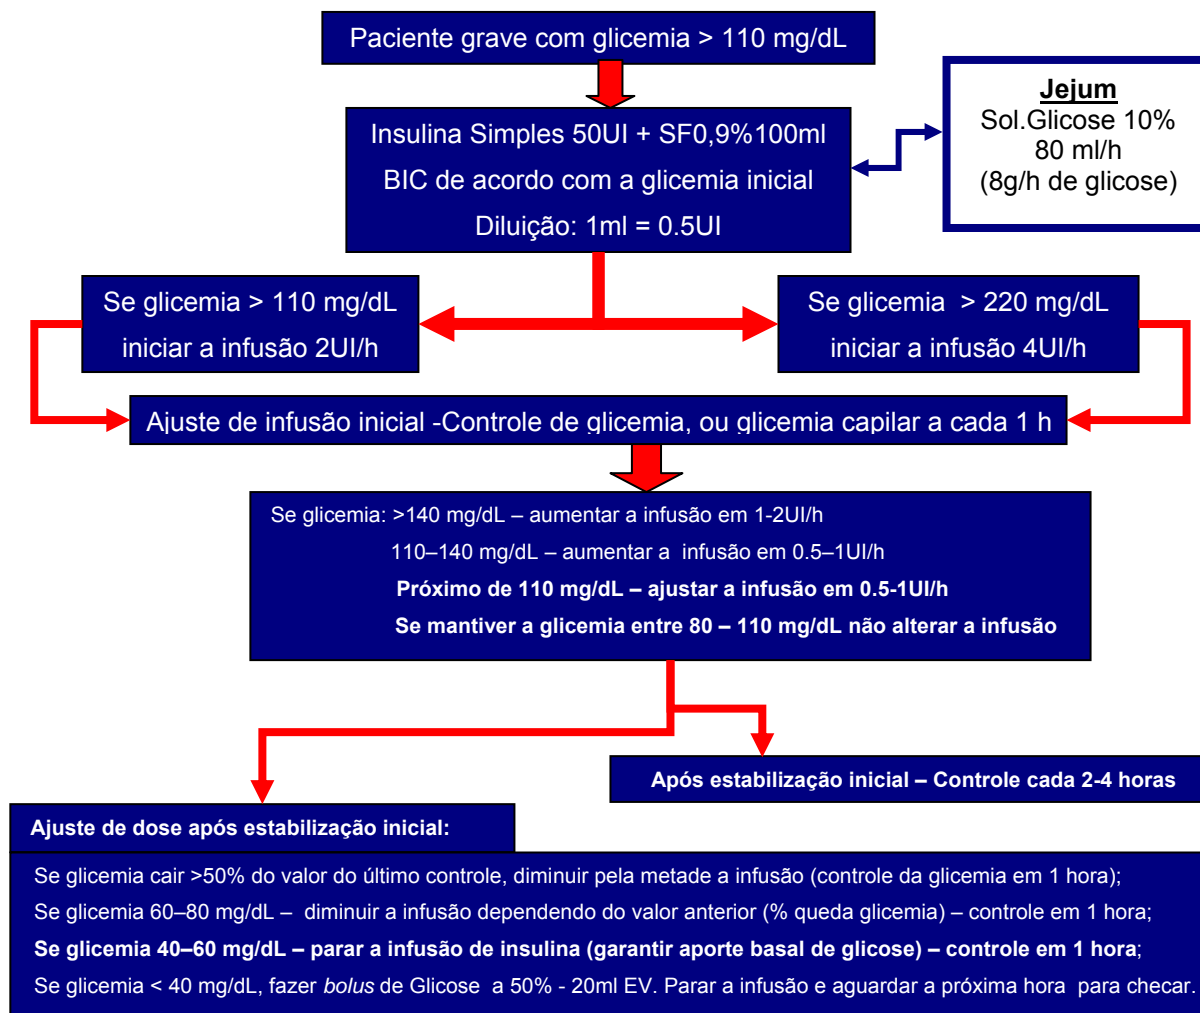 Paciente grave com glicemia > 110 mg/dL
Jejum
Sol.Glicose 10%
80 ml/h
(8g/h de glicose)
Insulina Simples 50UI + SF0,9%100ml
BIC de acordo com a glicemia inicial
Diluição: 1ml = 0.5UI
Se glicemia > 110 mg/dL
iniciar a infusão 2UI/h
Se glicemia > 220 mg/dL
iniciar a infusão 4UI/h
Ajuste de infusão inicial -Controle de glicemia, ou glicemia capilar a cada 1 h
Se glicemia: >140 mg/dL – aumentar a infusão em 1-2UI/h
110–140 mg/dL – aumentar a infusão em 0.5–1UI/h
Próximo de 110 mg/dL – ajustar a infusão em 0.5-1UI/h
Se mantiver a glicemia entre 80 – 110 mg/dL não alterar a infusão
Após estabilização inicial – Controle cada 2-4 horas
Ajuste de dose após estabilização inicial:
Se glicemia cair >50% do valor do último controle, diminuir pela metade a infusão (controle da glicemia em 1 hora);
Se glicemia 60–80 mg/dL – diminuir a infusão dependendo do valor anterior (% queda glicemia) – controle em 1 hora;
Se glicemia 40–60 mg/dL – parar a infusão de insulina (garantir aporte basal de glicose) – controle em 1 hora;
Se glicemia < 40 mg/dL, fazer bolus de Glicose a 50% - 20ml EV. Parar a infusão e aguardar a próxima hora para checar.